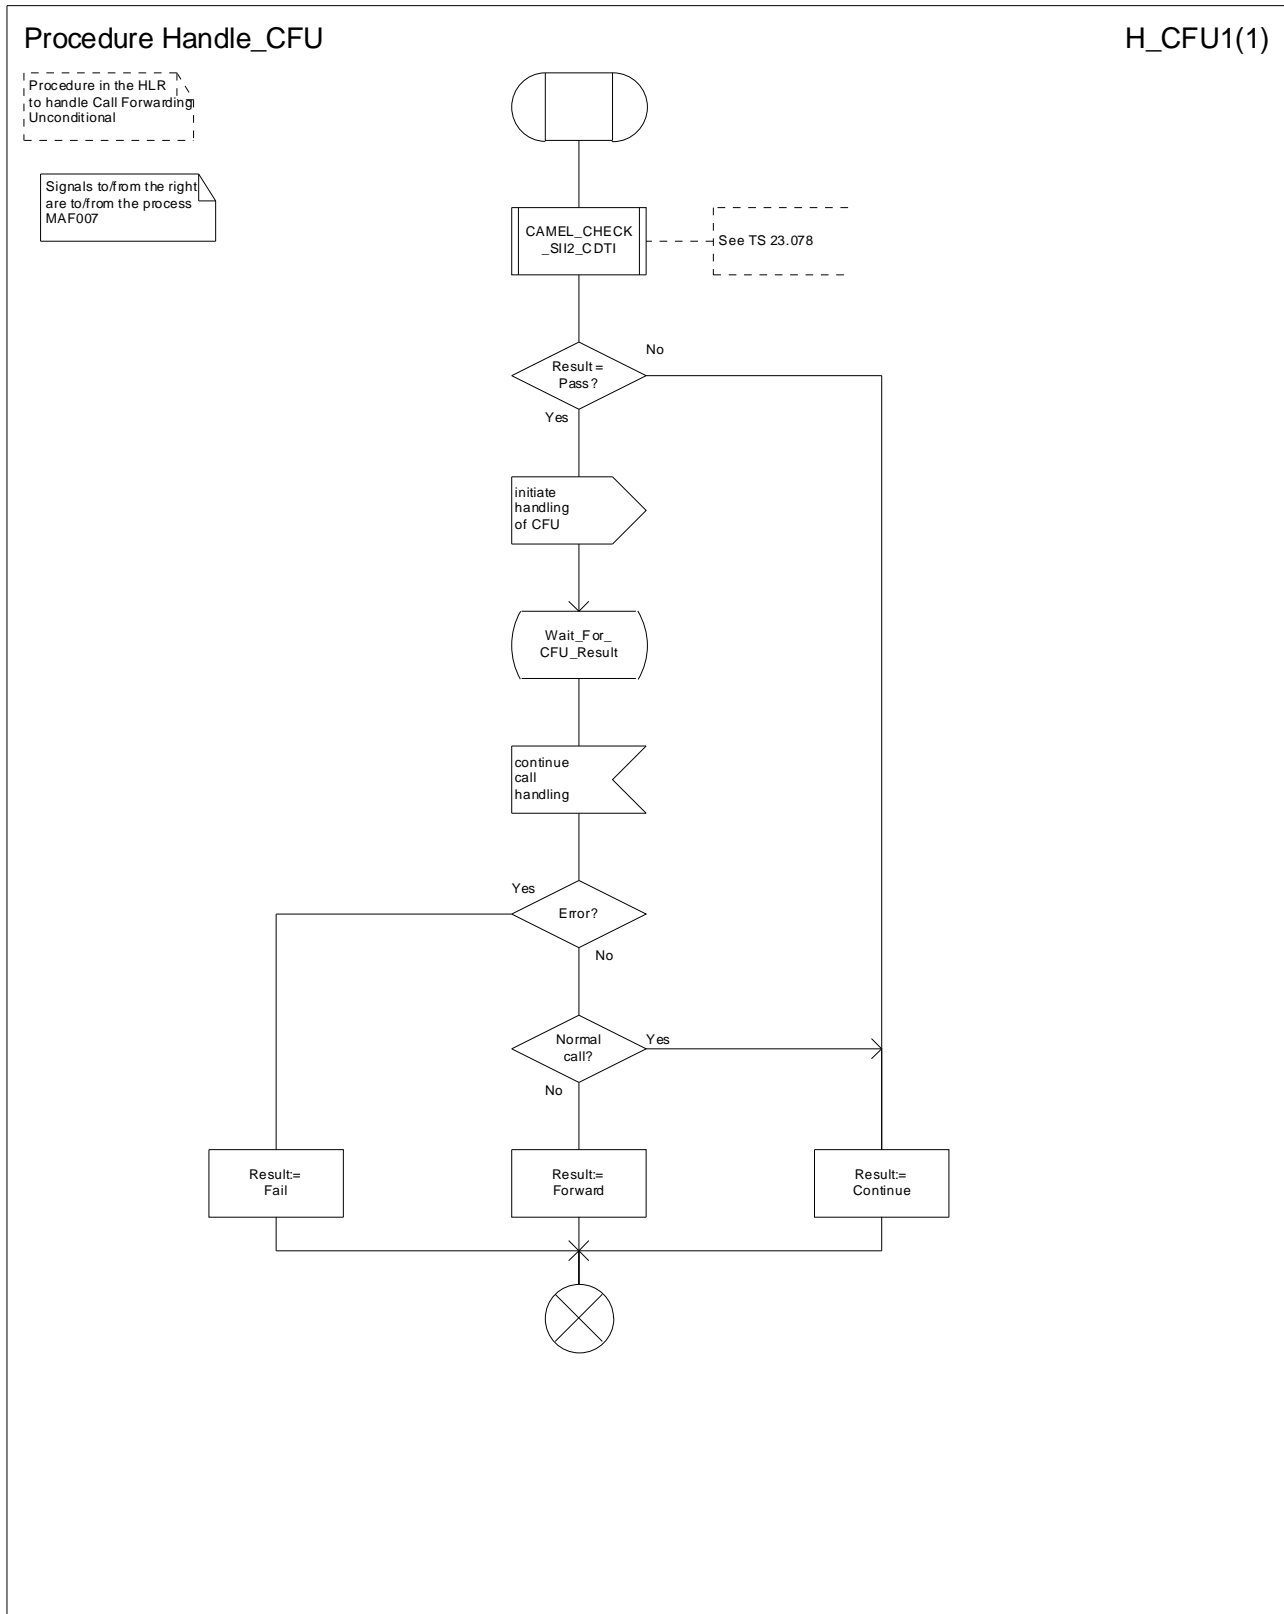 Procedure Handle_CFU
H_CFU1(1)
Procedure in the HLR
to handle Call Forwarding
Unconditional
Signals to/from the right
are to/from the process
MAF007
CAMEL_CHECK
_SII2_CDTI
See TS 23.078
Result =
Pass?
No
Yes
initiate
handling
of CFU
Wait_For_
CFU_Result
continue
call
handling
Yes
Error?
No
Normal
call?
Yes
No
Result:=
Fail
Result:=
Forward
Result:=
Continue